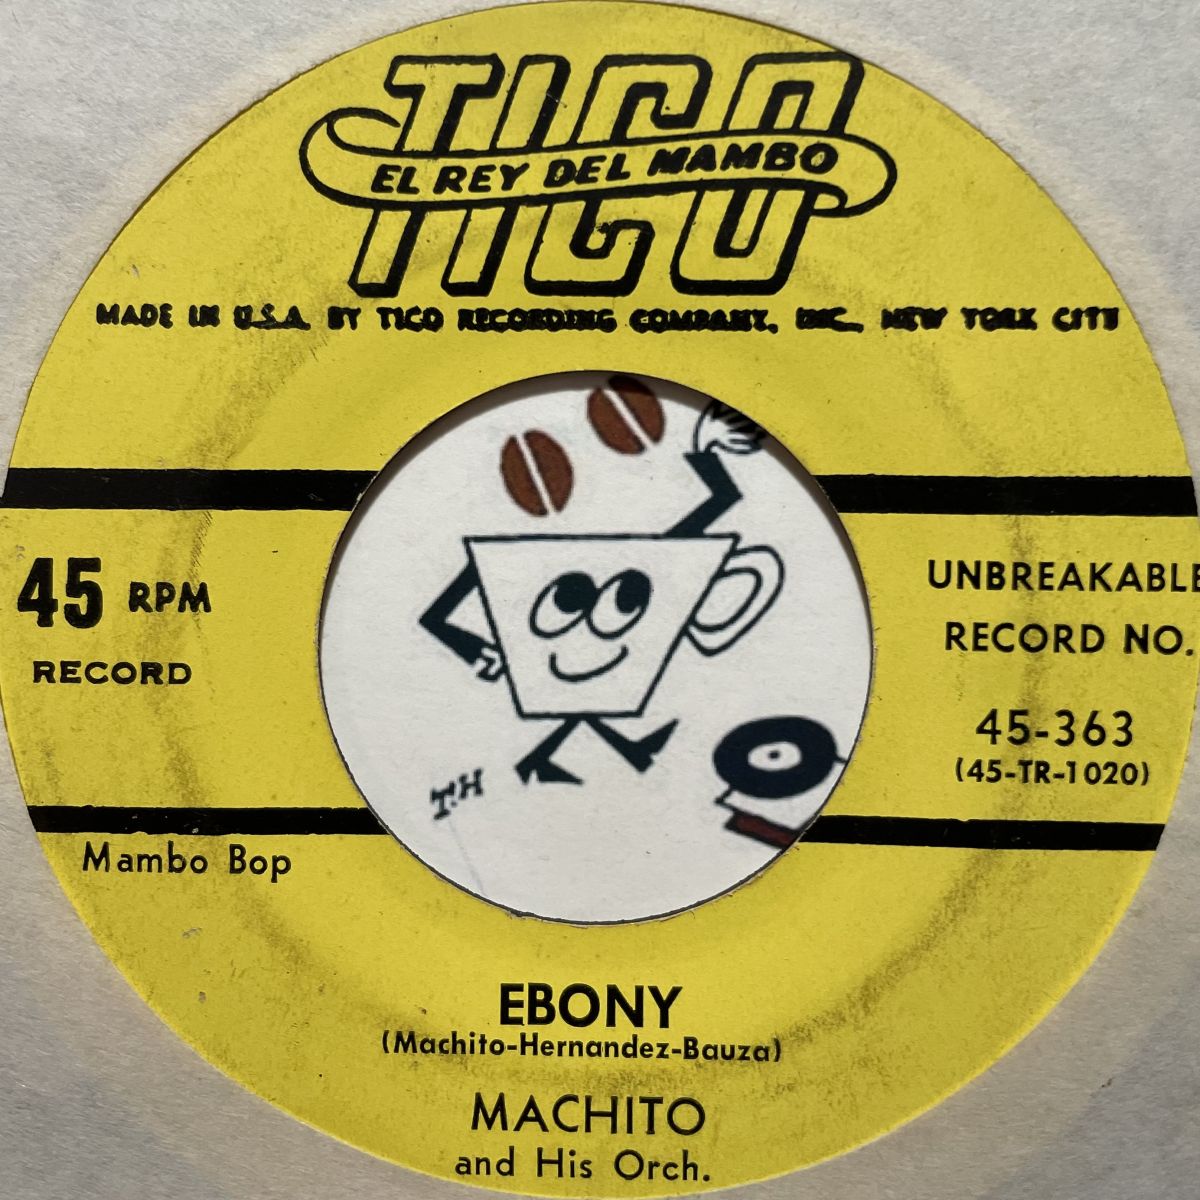 TICO
EL REY DEL MAMBO
MADE IN U.S.A. BY TICO RECORDING COMPANY, INC., NEW YORK CITY
45 RPM
RECORD
UNBREAKABLE
RECORD NO.
45-363
(45-TR-1020)
Mambo Bop
T.H
EBONY
(Machito-Hernandez-Bauza)
MACHITO
and His Orch.